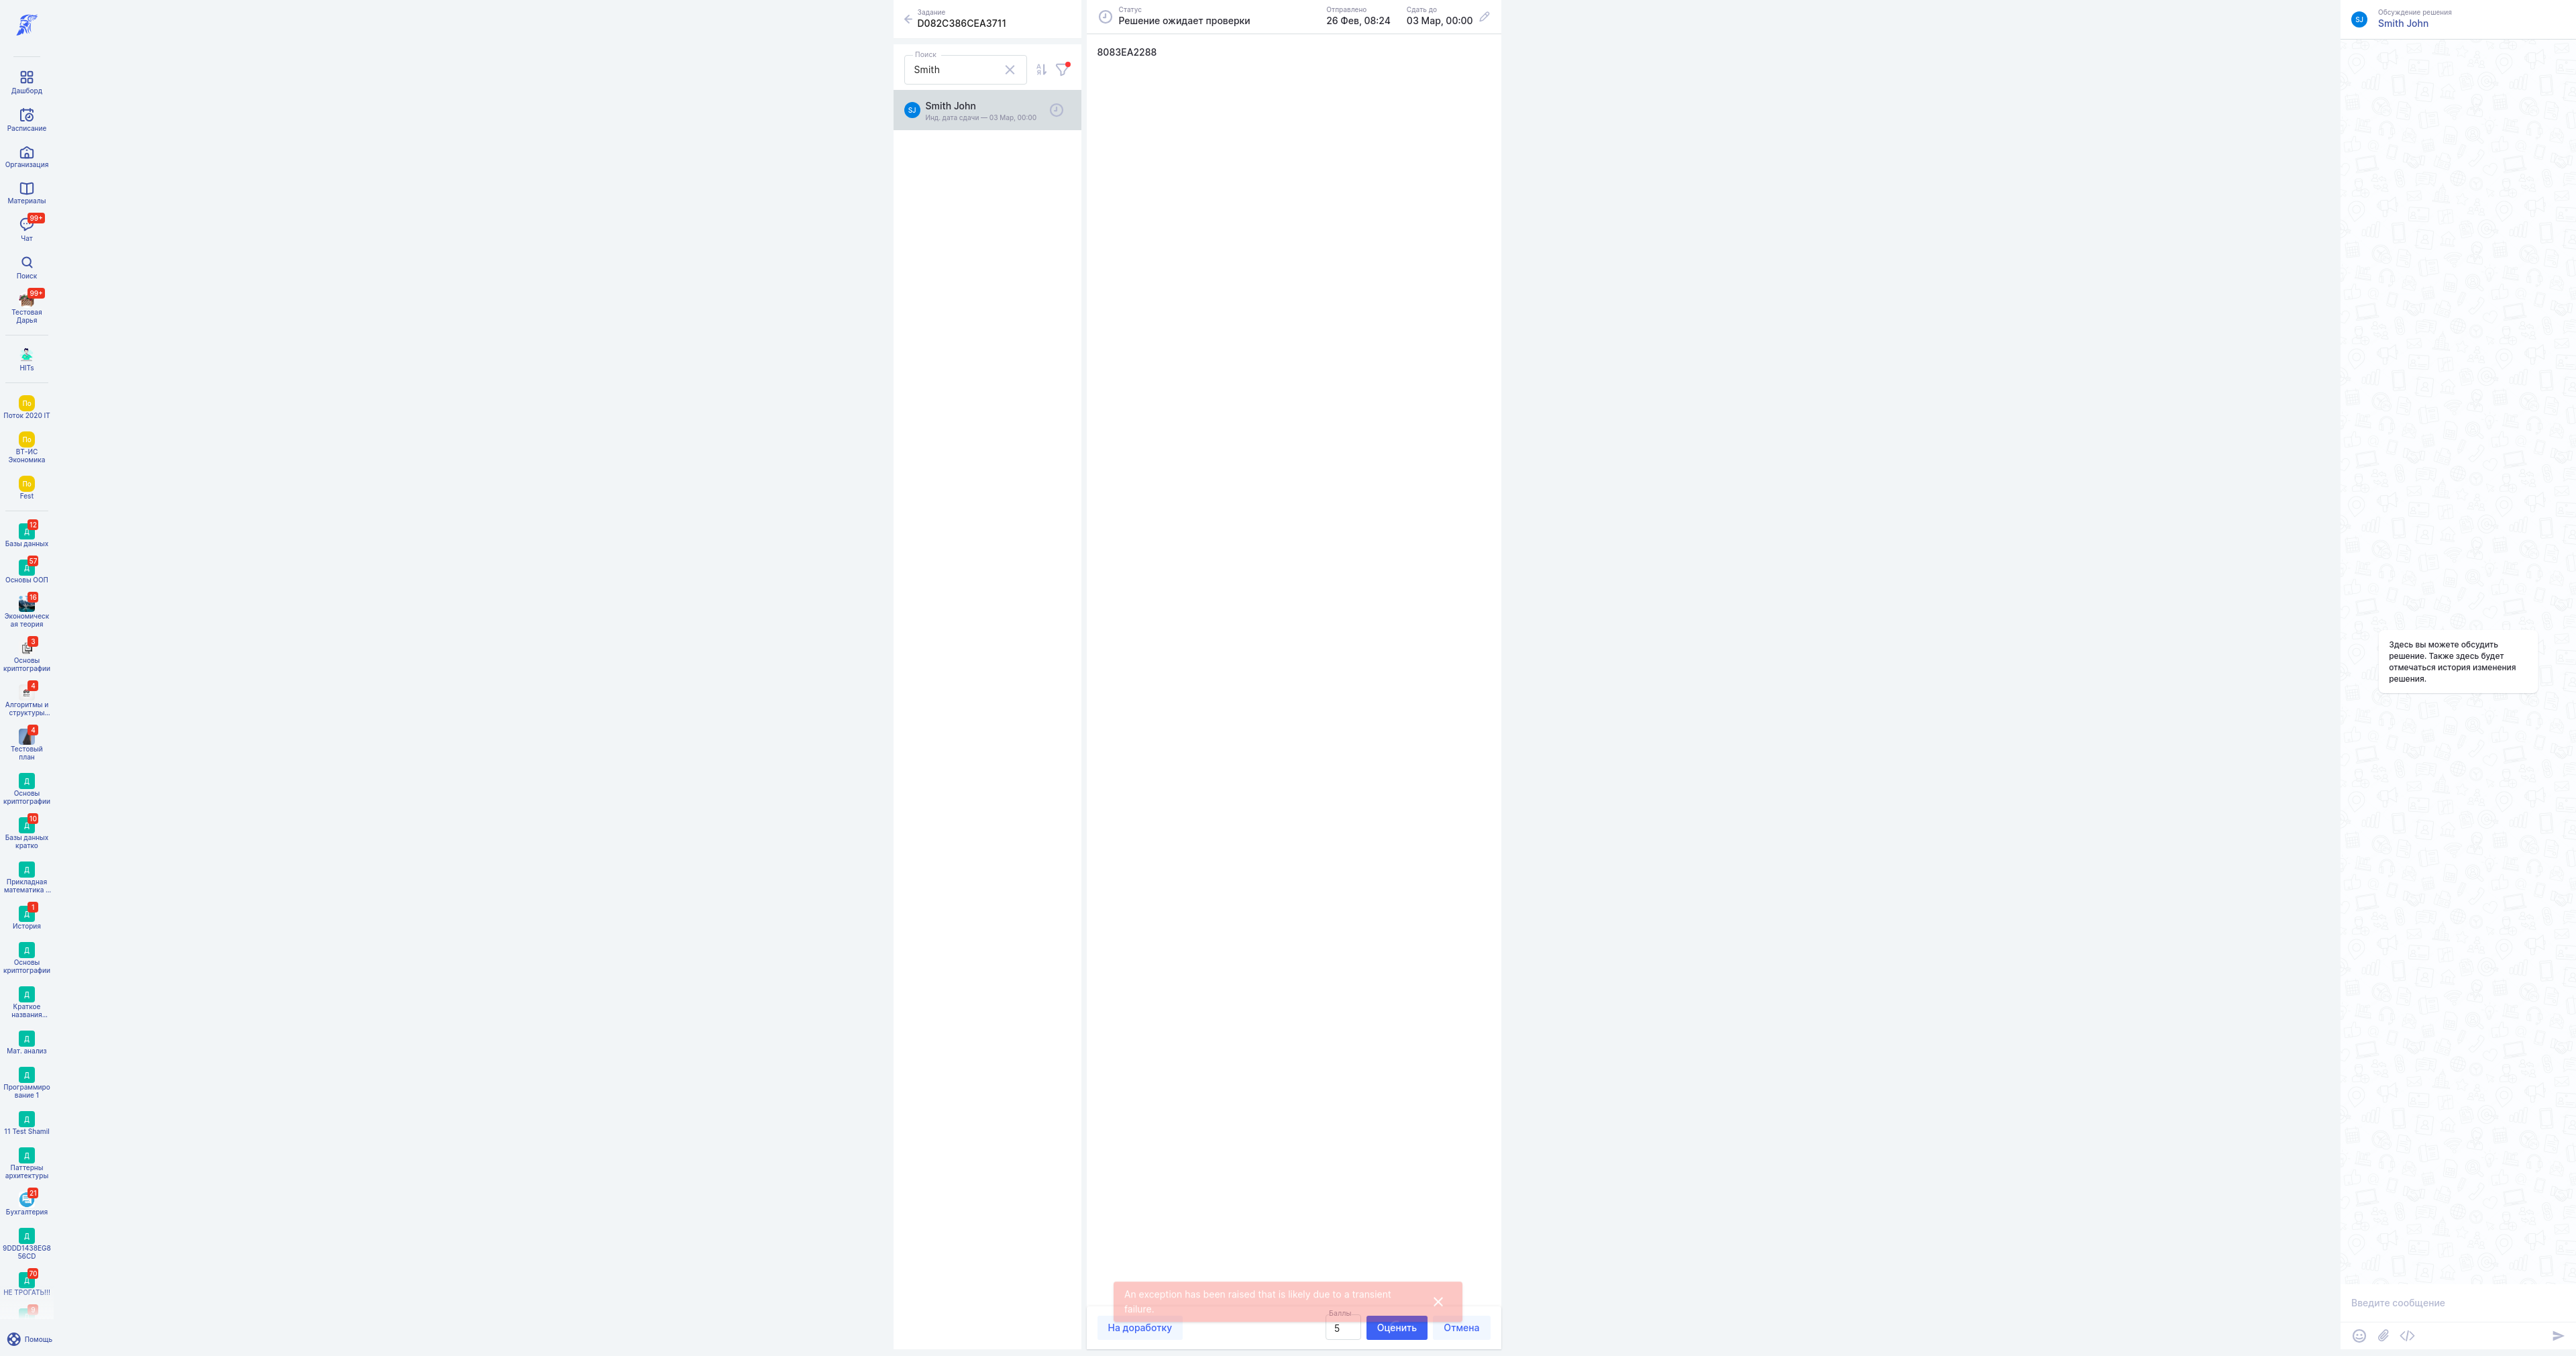 Дашборд
Расписание
Организация
Материалы
99+
Чат
Поиск
99+
Тестовая
Дарья
HITs
По
Поток 2020 IT
По
ВТ-ИС
Экономика
По
Fest
12
Д
Базы данных
57
Д
Основы ООП
16
Экономическ
ая теория
3
Основы
криптографии
4
Алгоритмы и
структуры...
4
Тестовый
план
Д
Основы
криптографии
10
Д
Базы данных
кратко
Д
Прикладная
математика ...
1
Д
История
Д
Основы
криптографии
Д
Краткое
названия...
Д
Мат. анализ
Д
Программиро
вание 1
Д
11 Test Shamil
Д
Паттерны
архитектуры
21
Бухгалтерия
Д
9DDD1438EG8
56CD
70
Д
НЕ ТРОГАТЬ!!!
Помощь
Задание
D082C386CEA3711
Поиск
Smith
SJ
Smith John
Инд. дата сдачи — 03 Мар, 00:00
Статус
Решение ожидает проверки
Отправлено
26 Фев, 08:24
Сдать до
03 Мар, 00:00
8083EA2288
An exception has been raised that is likely due to a transient
failure.
На доработку
Баллы
5
Оценить
Отмена
SJ
Обсуждение решения
Smith John
Здесь вы можете обсудить
решение. Также здесь будет
отмечаться история изменения
решения.
Введите сообщение